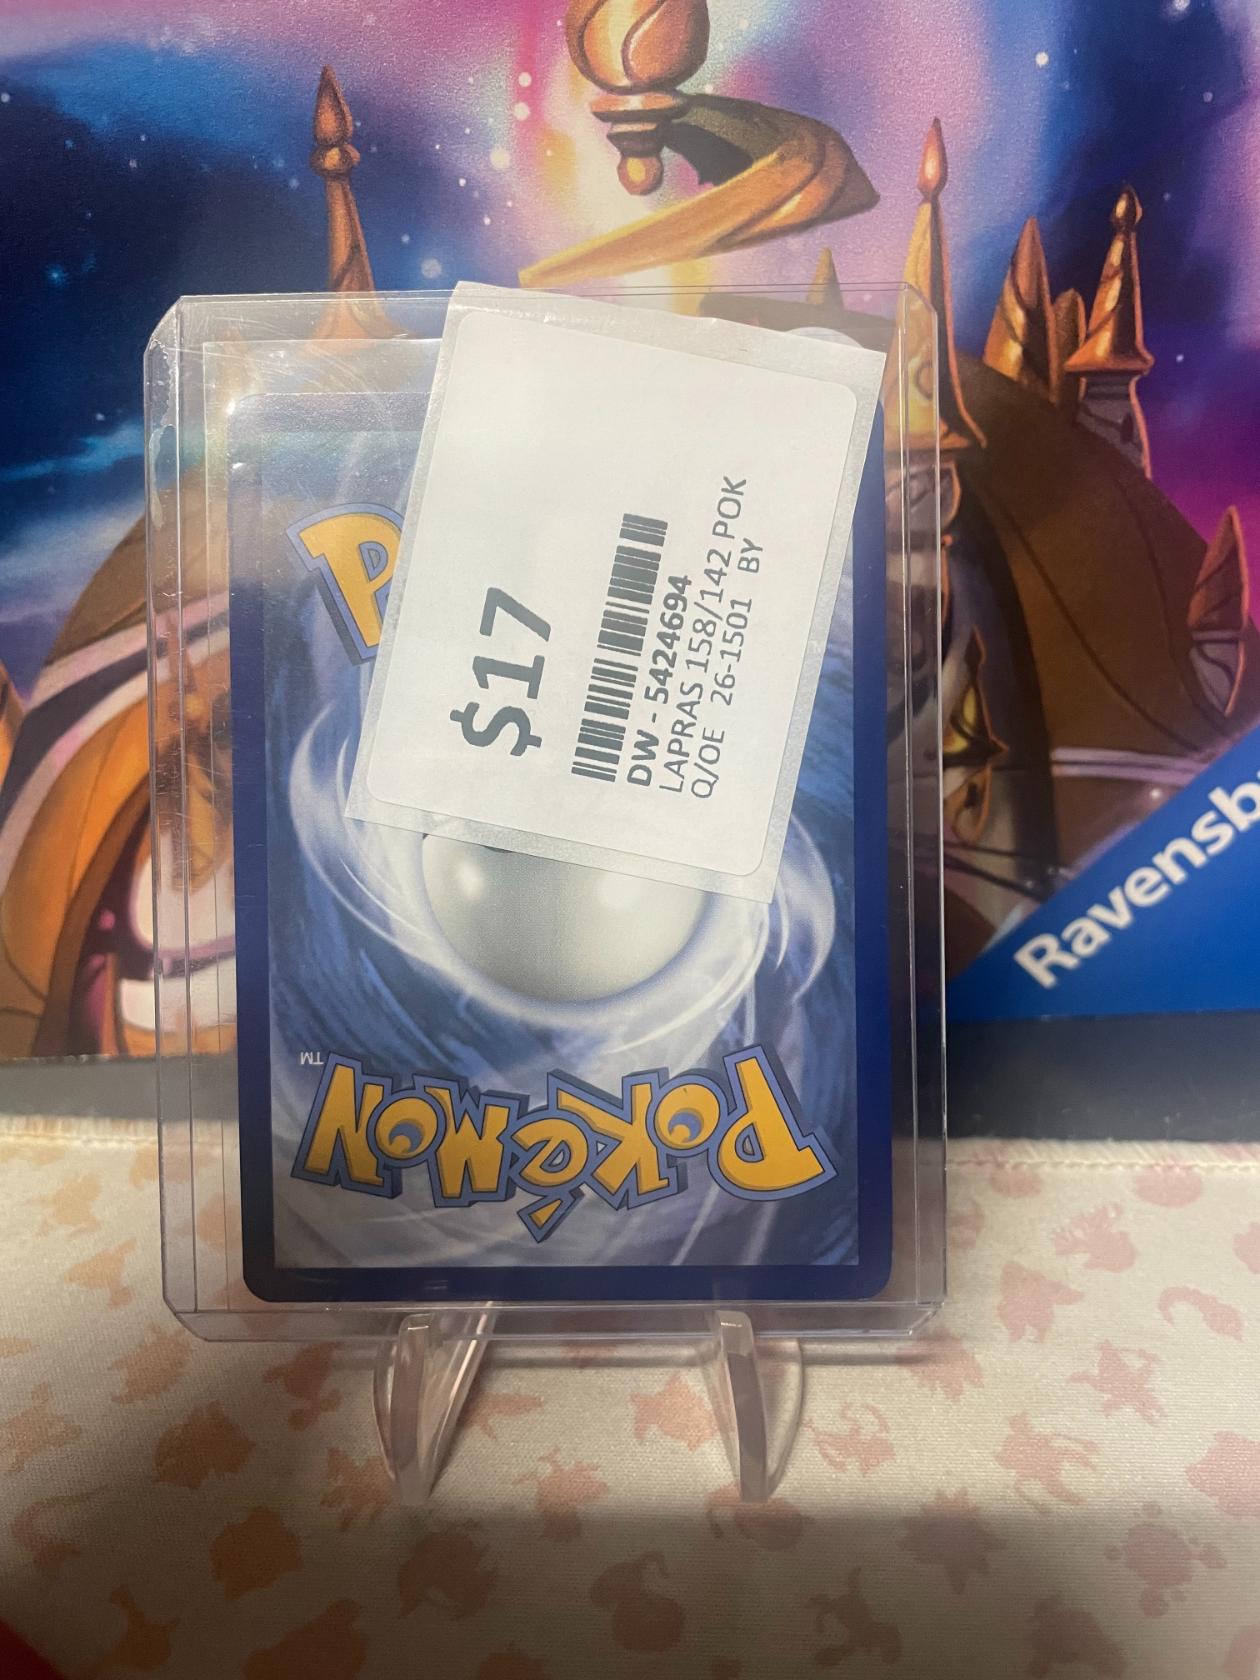 P
$17
DW - 5424694
LAPRAS 158/142 POK
Q/OE 26-1501 BY
Ravensb
POKéMON
TM